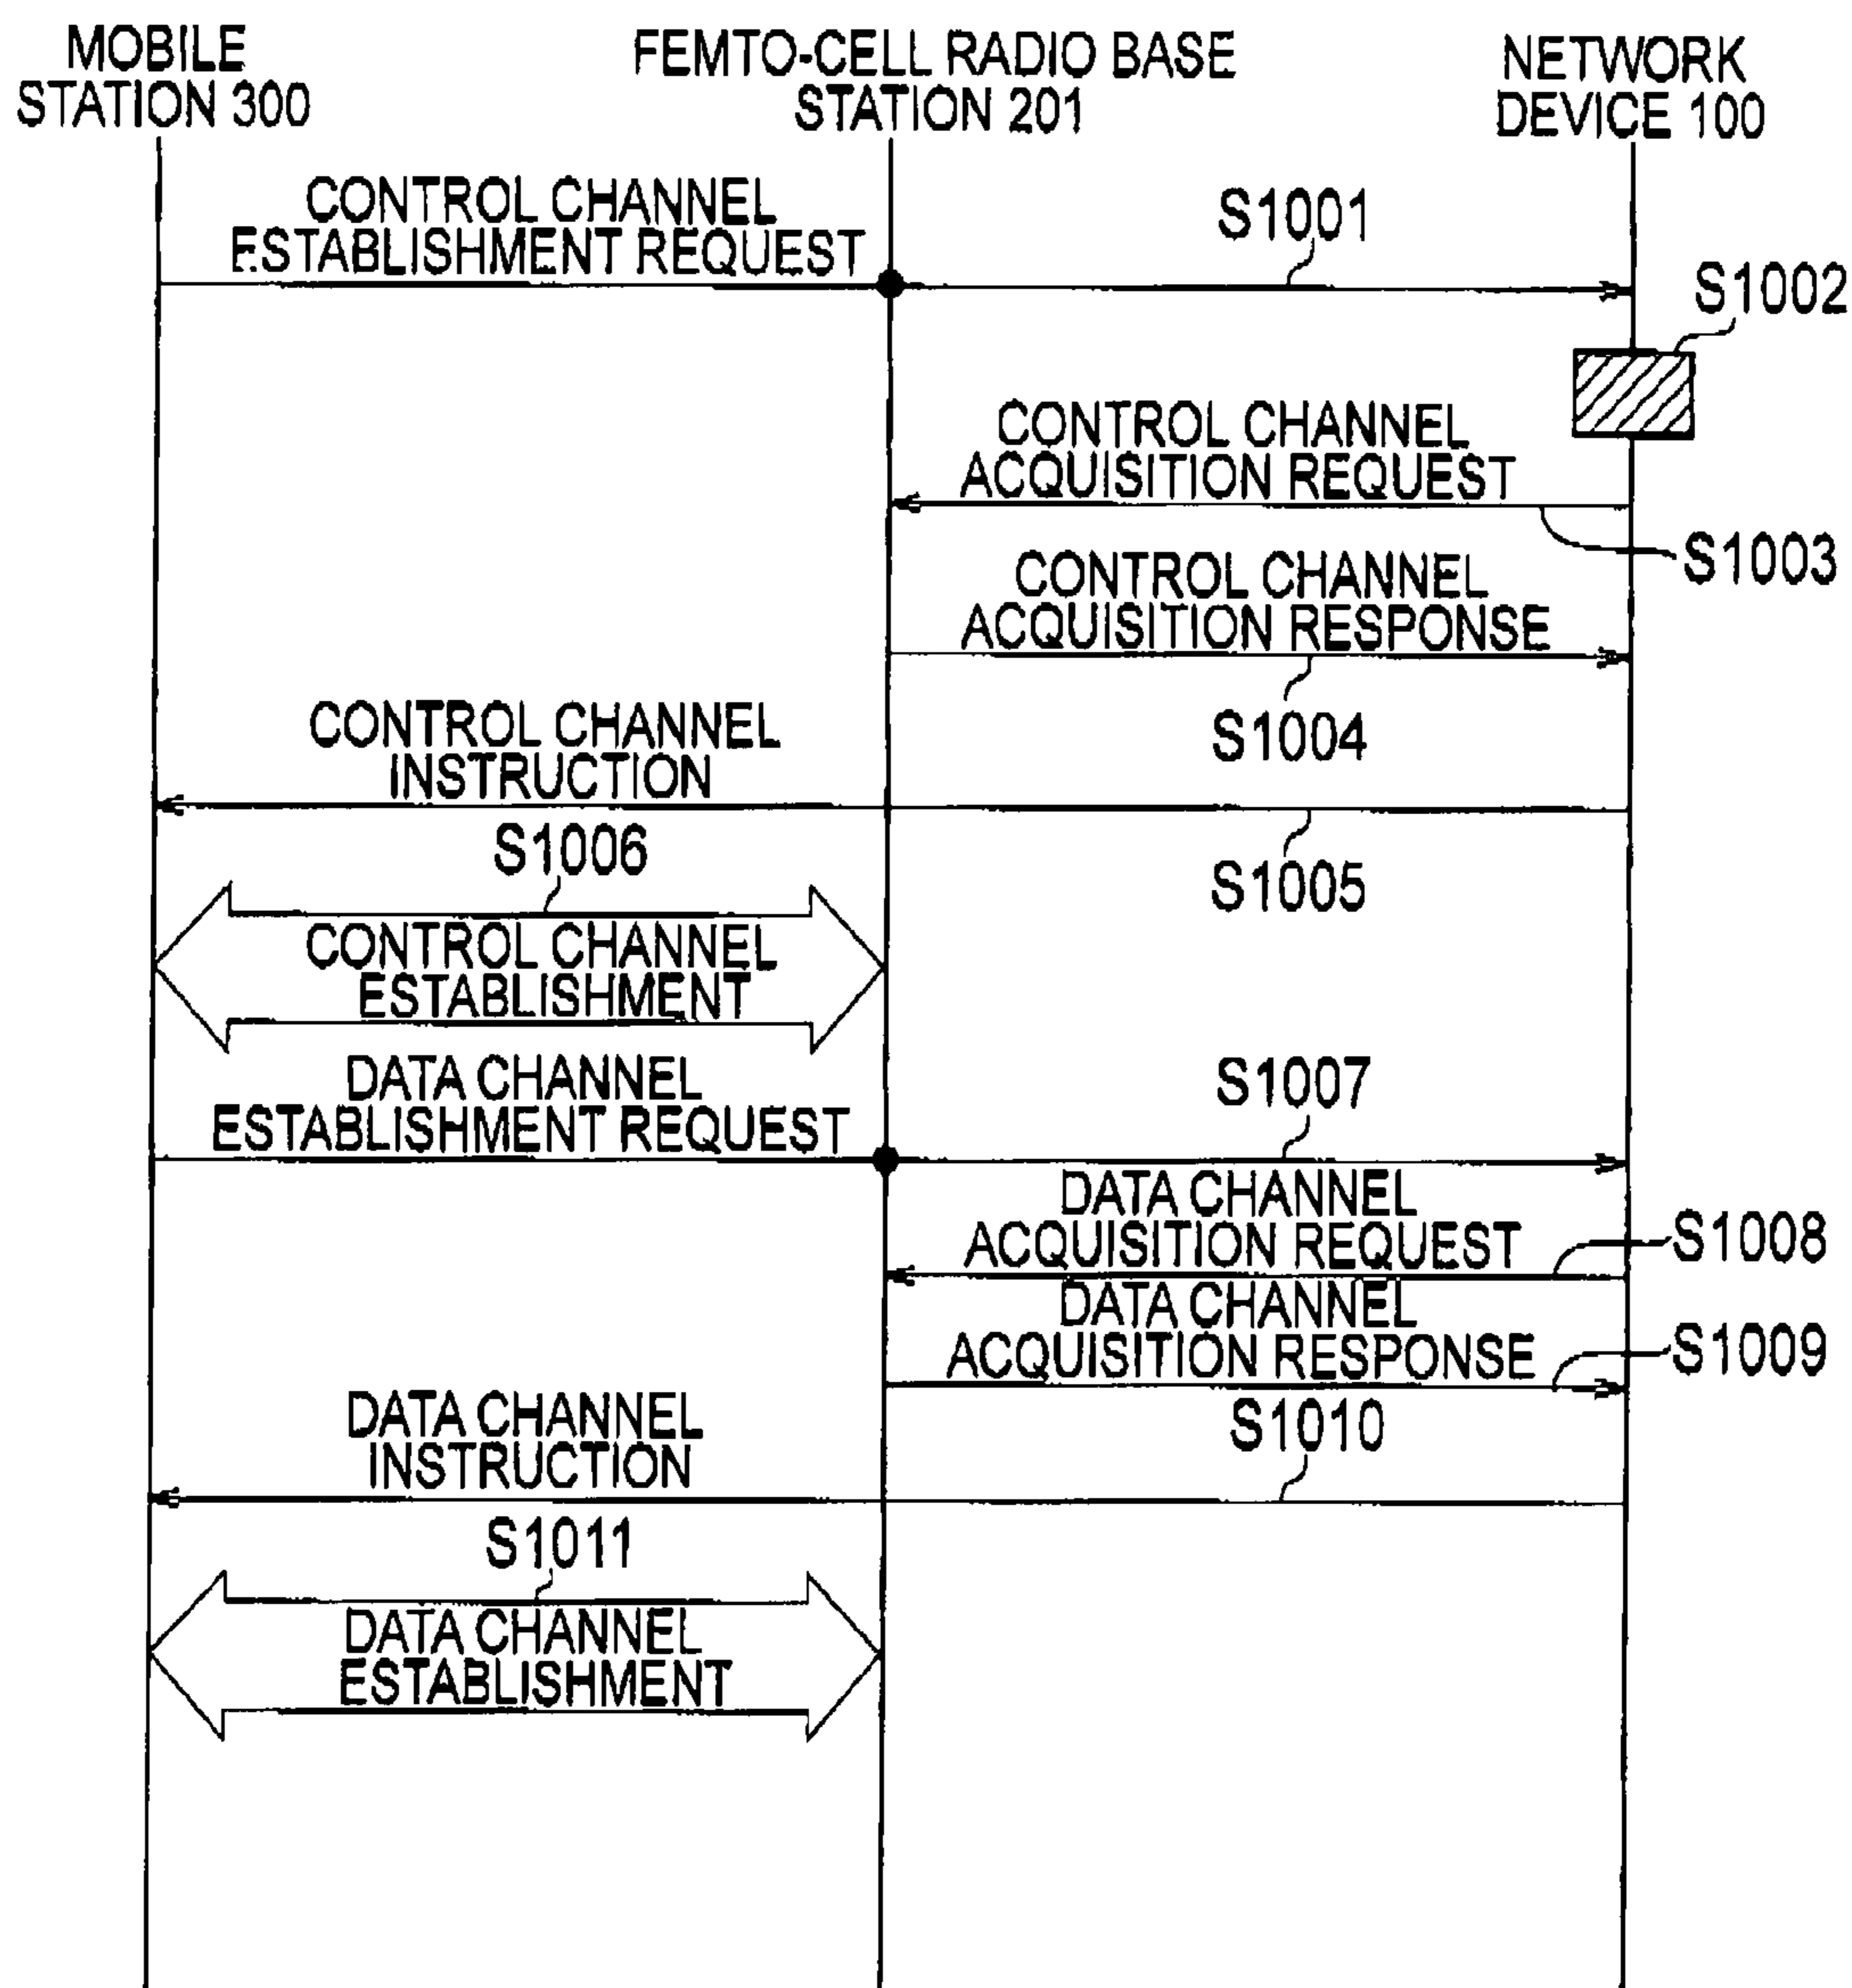 MOBILE
STATION 300
FEMTO-CELL RADIO BASE
STATION 201
NETWORK
DEVICE 100
CONTROL CHANNEL
ESTABLISHMENT REQUEST
S1001
S1002
CONTROL CHANNEL
ACQUISITION REQUEST
S1003
CONTROL CHANNEL
ACQUISITION RESPONSE
S1004
CONTROL CHANNEL
INSTRUCTION
S1005
S1006
CONTROL CHANNEL
ESTABLISHMENT
DATA CHANNEL
ESTABLISHMENT REQUEST
S1007
DATA CHANNEL
ACQUISITION REQUEST
S1008
DATA CHANNEL
ACQUISITION RESPONSE
S1009
DATA CHANNEL
INSTRUCTION
S1010
S1011
DATA CHANNEL
ESTABLISHMENT